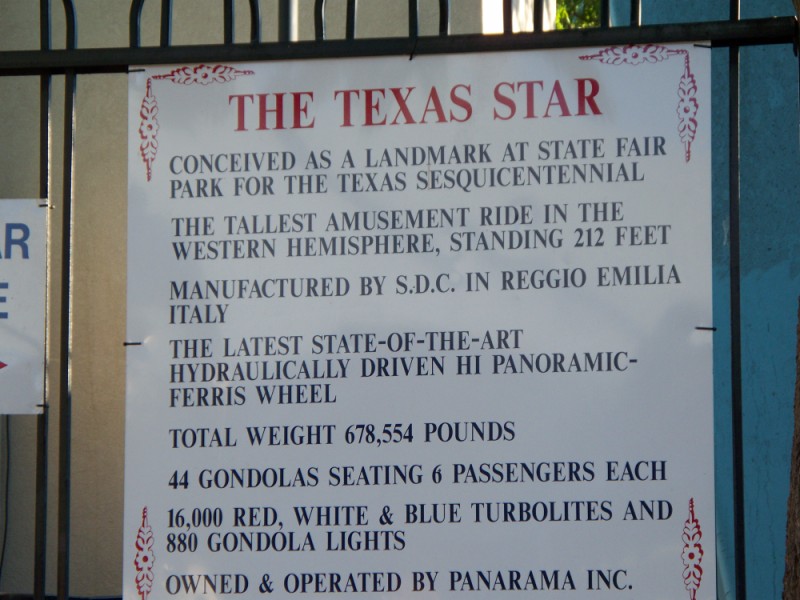 THE TEXAS STAR
CONCEIVED AS A LANDMARK AT STATE FAIR
PARK FOR THE TEXAS SESQUICENTENNIAL
THE TALLEST AMUSEMENT RIDE IN THE
WESTERN HEMISPHERE, STANDING 212 FEET
MANUFACTURED BY S.D.C. IN REGGIO EMILIA
ITALY
THE LATEST STATE-OF-THE-ART
HYDRAULICALLY DRIVEN HI PANORAMIC-
FERRIS WHEEL
TOTAL WEIGHT 678,554 POUNDS
44 GONDOLAS SEATING 6 PASSENGERS EACH
16,000 RED, WHITE & BLUE TURBOLITES AND
880 GONDOLA LIGHTS
OWNED & OPERATED BY PANARAMA INC.